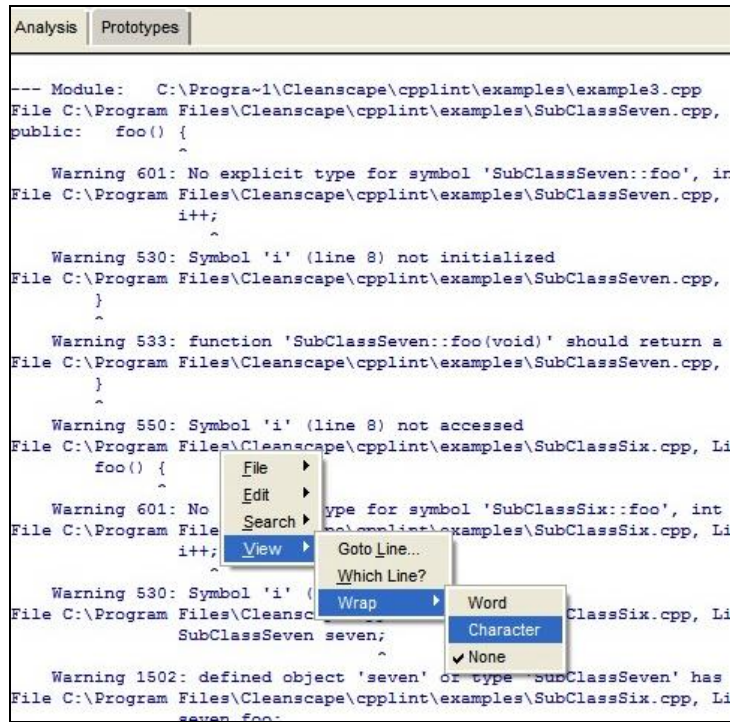 Analysis Prototypes
--- Module: C:\Progra~1\Cleanscape\cpplint\examples\example3.cpp
File C:\Program Files\Cleanscape\cpplint\examples\SubClassSeven.cpp,
public: foo() {
^
Warning 601: No explicit type for symbol 'SubClassSeven::foo', in
File C:\Program Files\Cleanscape\cpplint\examples\SubClassSeven.cpp,
i++;
^
Warning 530: Symbol 'i' (line 8) not initialized
File C:\Program Files\Cleanscape\cpplint\examples\SubClassSeven.cpp,
}
^
Warning 533: function 'SubClassSeven::foo(void)' should return a
File C:\Program Files\Cleanscape\cpplint\examples\SubClassSeven.cpp,
}
^
Warning 550: Symbol 'i' (line 8) not accessed
File C:\Program Files\Cleanscape\cpplint\examples\SubClassSix.cpp, Li
foo() {
^
Warning 601: No ype for symbol 'SubClassSix::foo', int
File C:\Program File \examples\SubClassSix.cpp, Li
i++;
^
Warning 530: Symbol 'i' (
File C:\Program Files\Cleansc ClassSix.cpp, Li
SubClassSeven seven;
^
Warning 1502: defined object 'seven' of type 'SubClassSeven' has
File C:\Program Files\Cleanscape\cpplint\examples\SubClassSix.cpp, Li
seven.foo;
File
Edit
Search
View
Goto Line...
Which Line?
Wrap
Word
Character
None